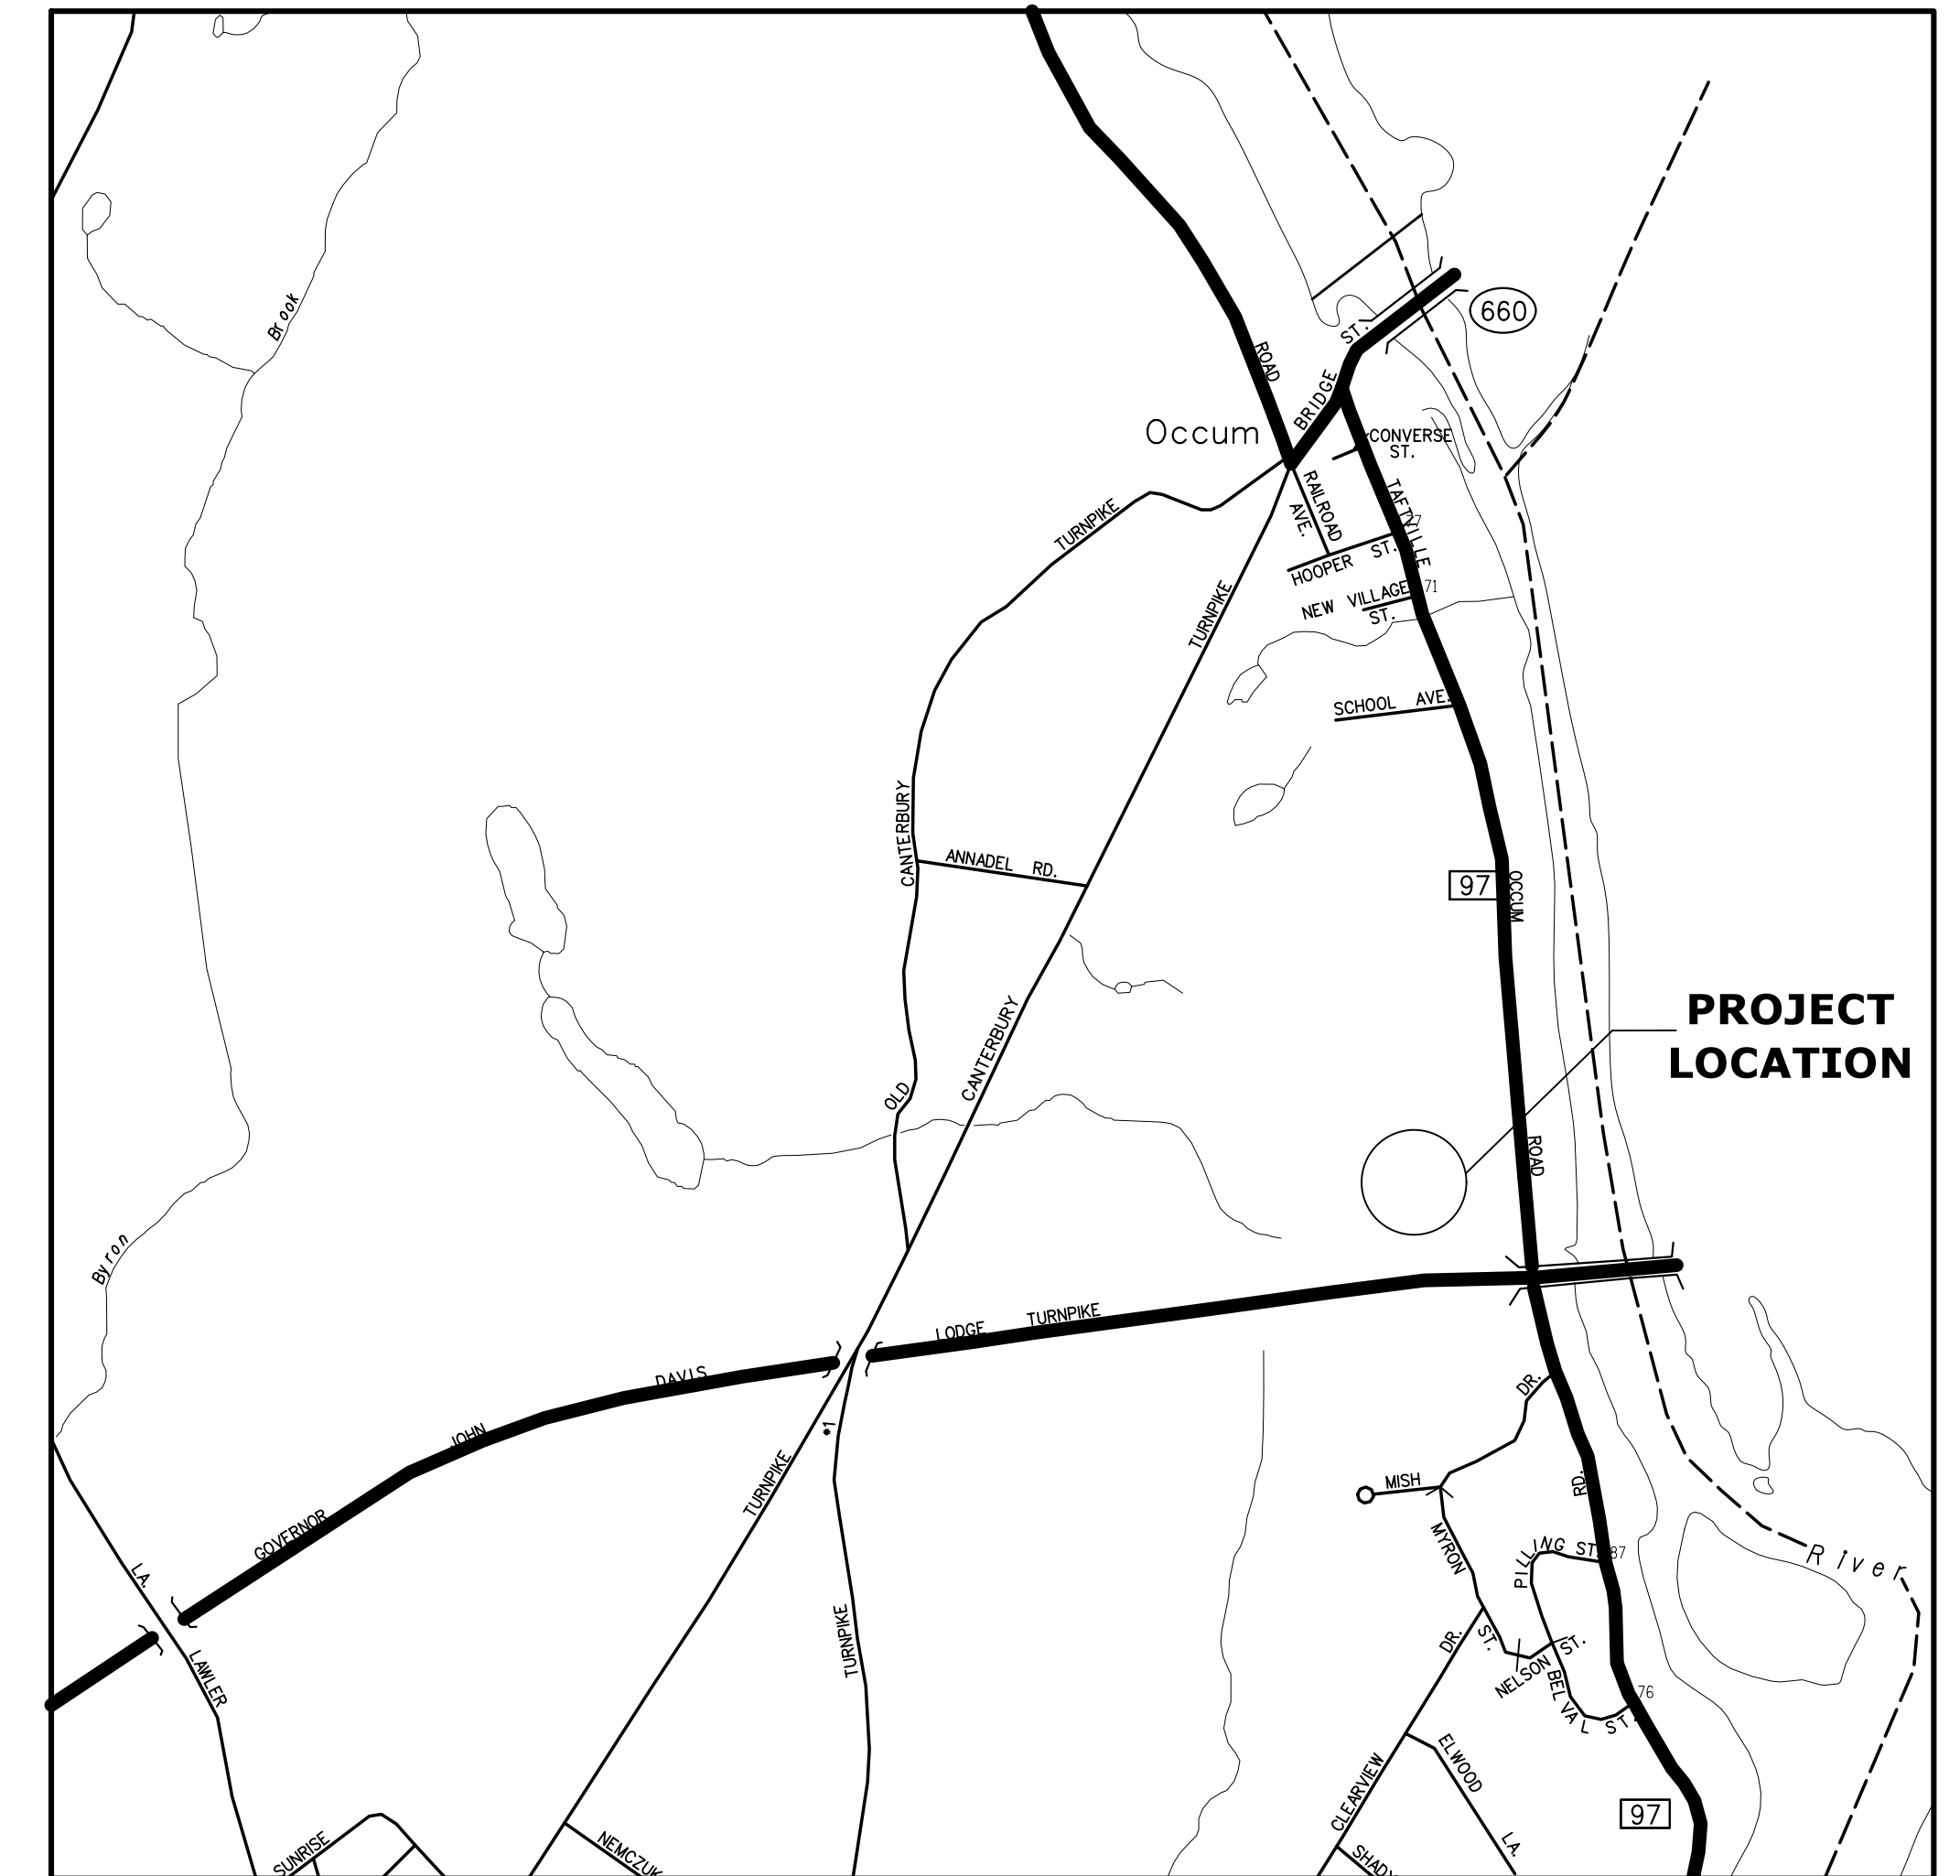 Brook
660
ST.
BRIDGE
ROAD
Occum
CONVERSE
ST.
TURNPIKE
RAILROAD
AVE.
TAFTVILLE
77
HOOPER ST.
NEW VILLAGE 71
ST.
TURNPIKE
SCHOOL AVE.
CANTERBURY
ANNADEL RD.
97
OCCUM
PROJECT
LOCATION
CANTERBURY
OLD
ROAD
Byron
LODGE TURNPIKE
DAVIS
DR.
JOHN
1
TURNPIKE
MISH
RD.
GOVERNOR
MYRON
PILLING ST. 87
River
LA.
TURNPIKE
DR.
ST.
NELSON ST.
LAWLER
BELVAL ST.
76
ELWOOD
CLEARVIEW
97
SUNRISE
NEMCZUK
LA.
SHADY